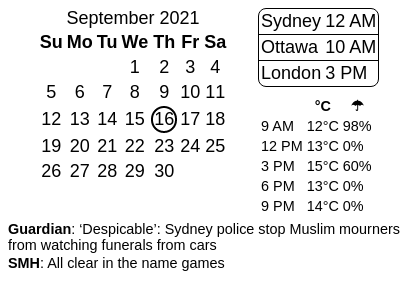 September 2021
Su Mo Tu We Th Fr Sa
1 2 3 4
5 6 7 8 9 10 11
12 13 14 15 16 17 18
19 20 21 22 23 24 25
26 27 28 29 30
Sydney 12 AM
Ottawa 10 AM
London 3 PM
°C ☂
9 AM 12°C 98%
12 PM 13°C 0%
3 PM 15°C 60%
6 PM 13°C 0%
9 PM 14°C 0%
Guardian: ‘Despicable’: Sydney police stop Muslim mourners
from watching funerals from cars
SMH: All clear in the name games